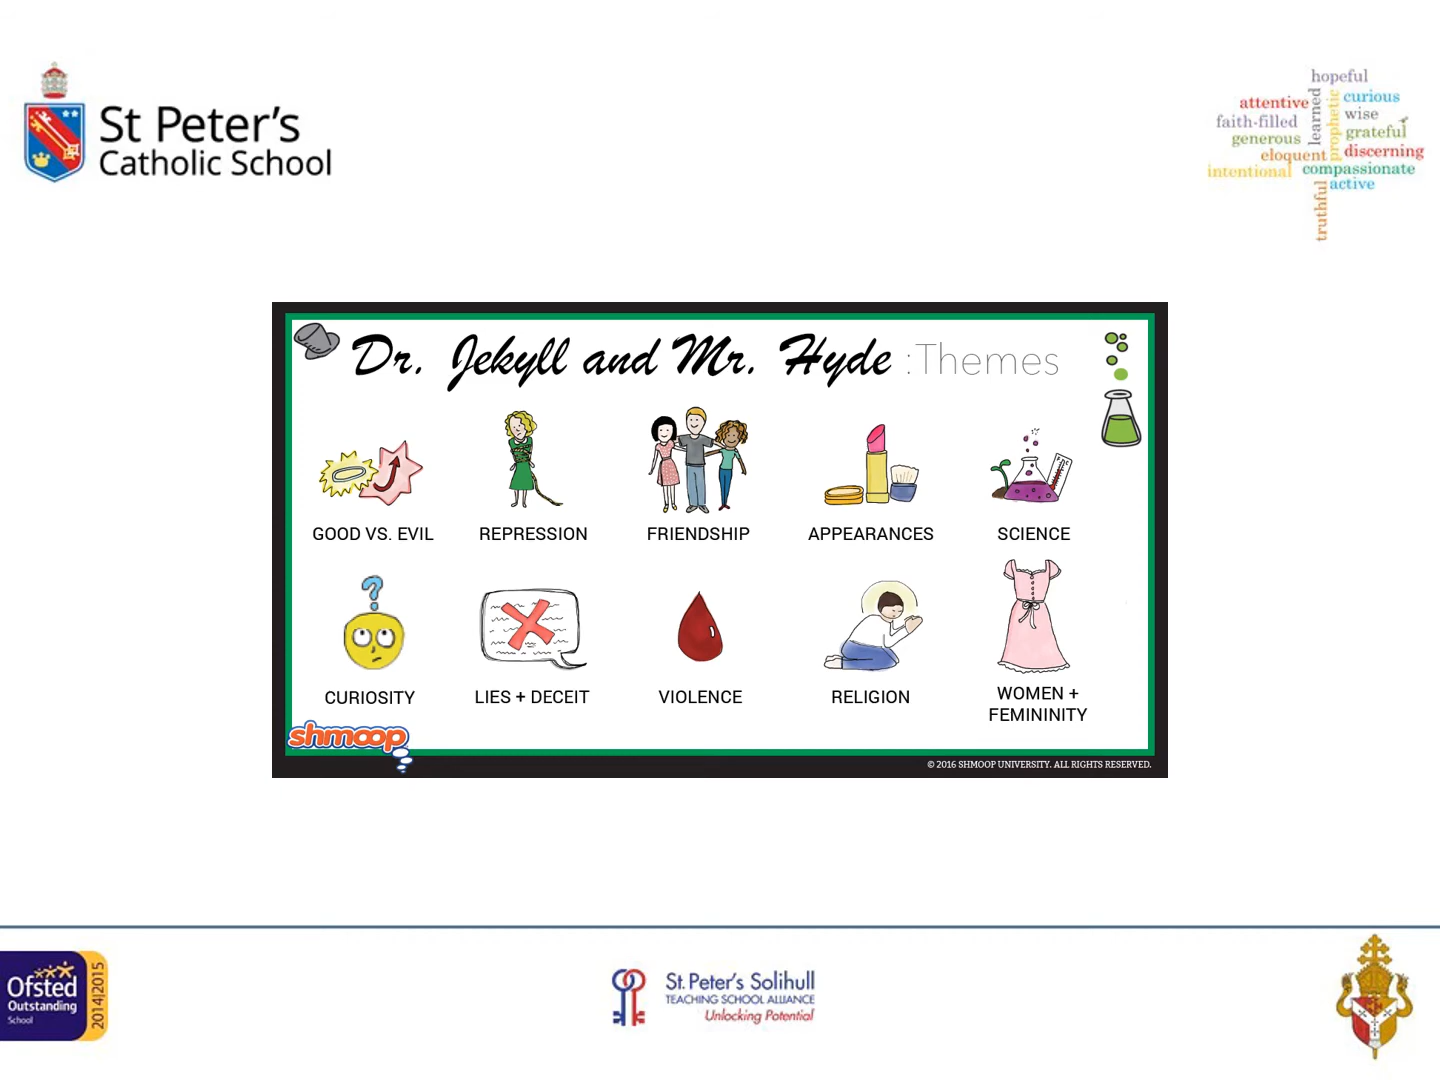 St Peter's
Catholic School
hopeful
attentive
learned
prophetic
curious
faith-filled
wise
generous
grateful
eloquent
discerning
intentional
compassionate
active
truthful
Dr. Jekyll and Mr. Hyde :Themes
GOOD VS. EVIL
REPRESSION
FRIENDSHIP
APPEARANCES
SCIENCE
CURIOSITY
LIES + DECEIT
VIOLENCE
RELIGION
WOMEN +
FEMININITY
shmoop
© 2016 SHMOOP UNIVERSITY. ALL RIGHTS RESERVED.
Ofsted
Outstanding
School
2014|2015
St. Peter's Solihull
TEACHING SCHOOL ALLIANCE
Unlocking Potential